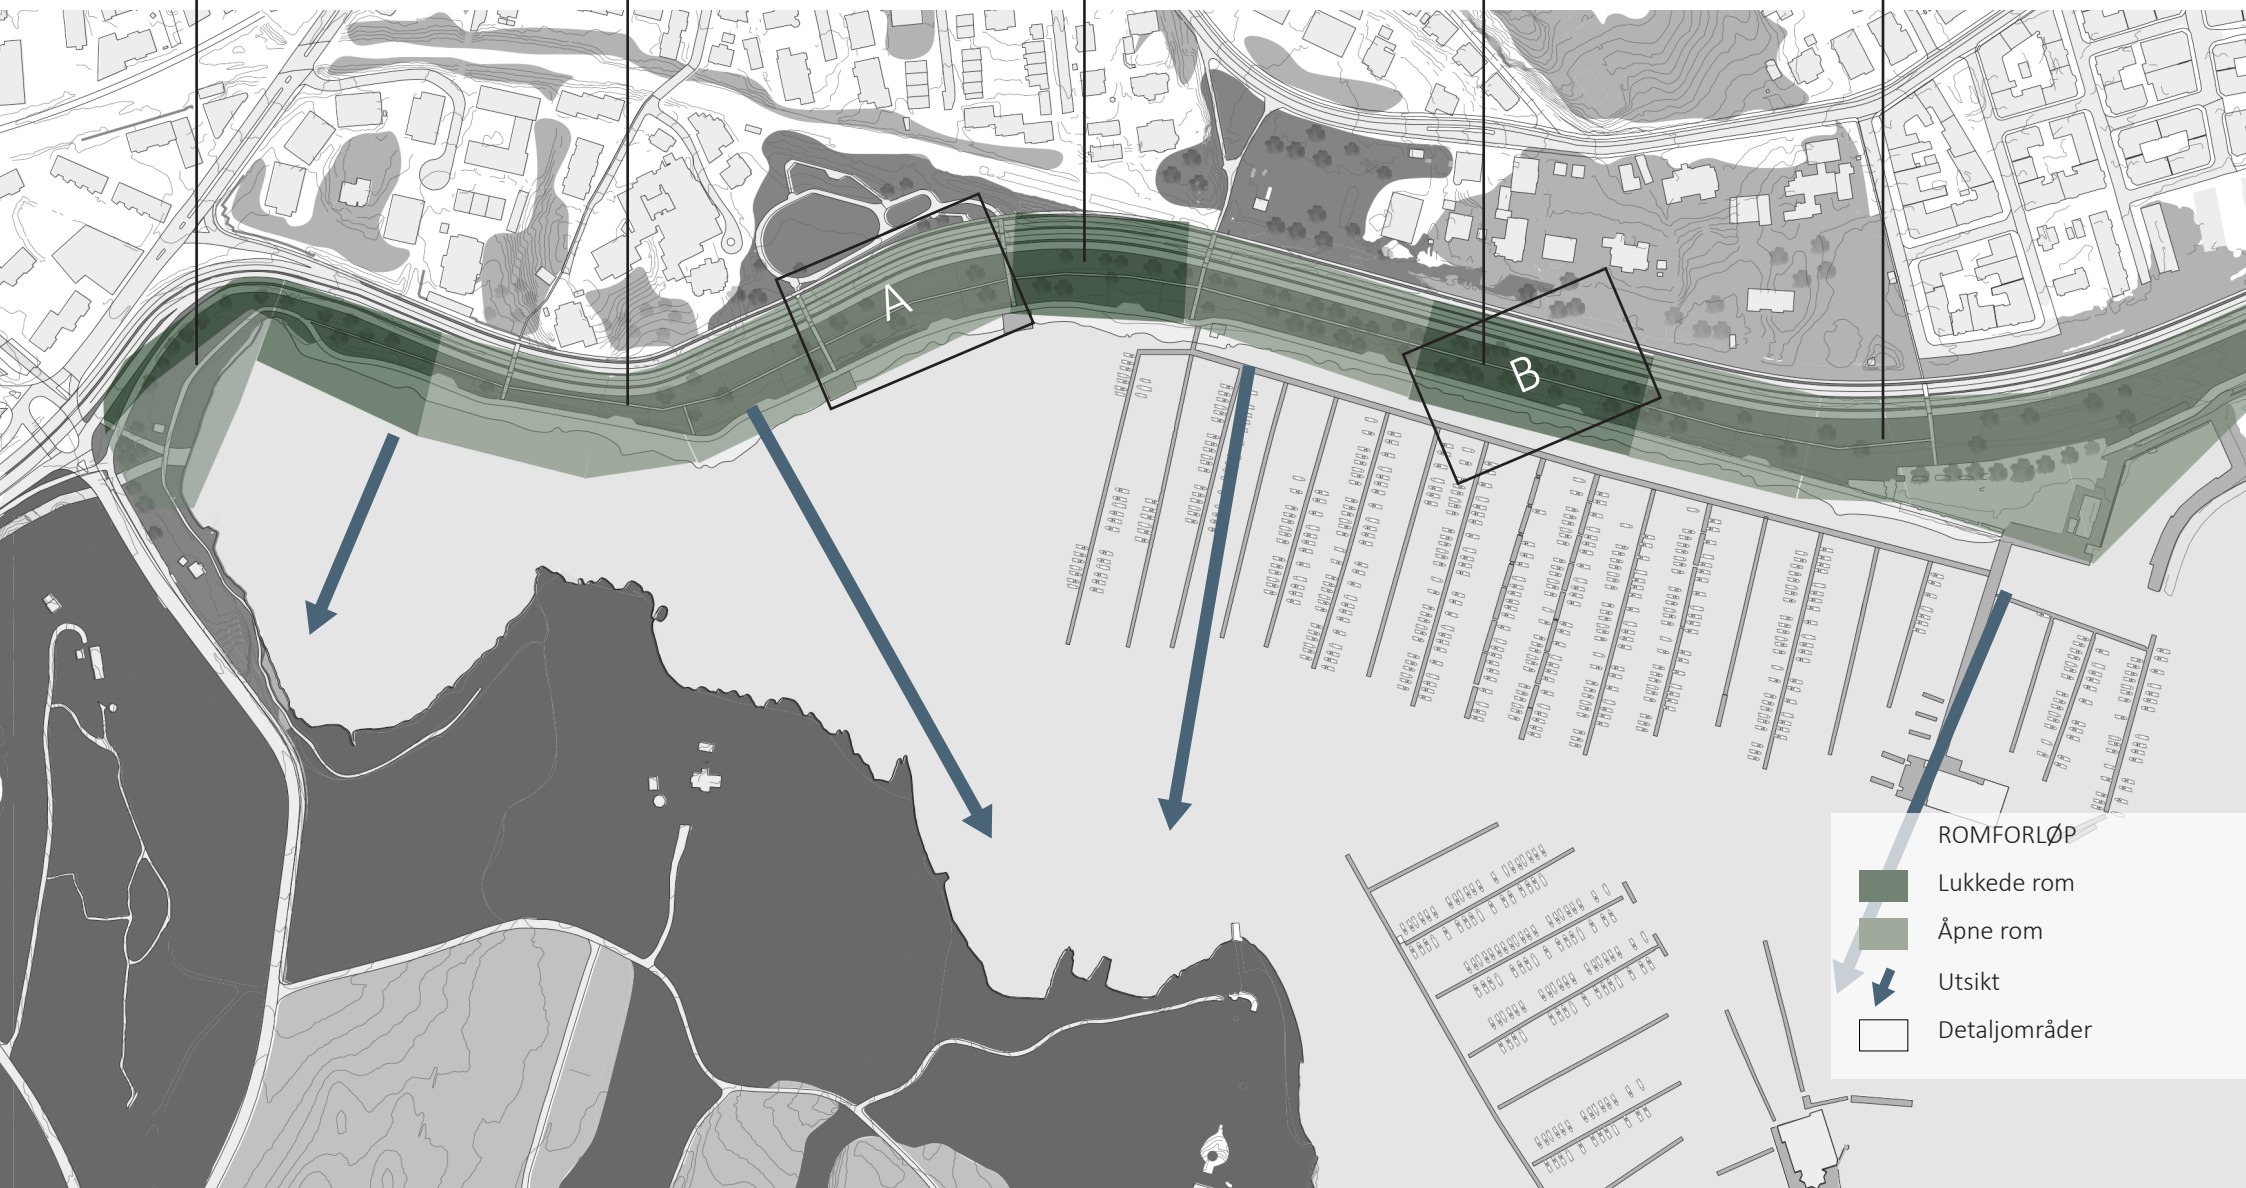 A
B
ROMFORLØP
Lukkede rom
Åpne rom
Utsikt
Detaljområder